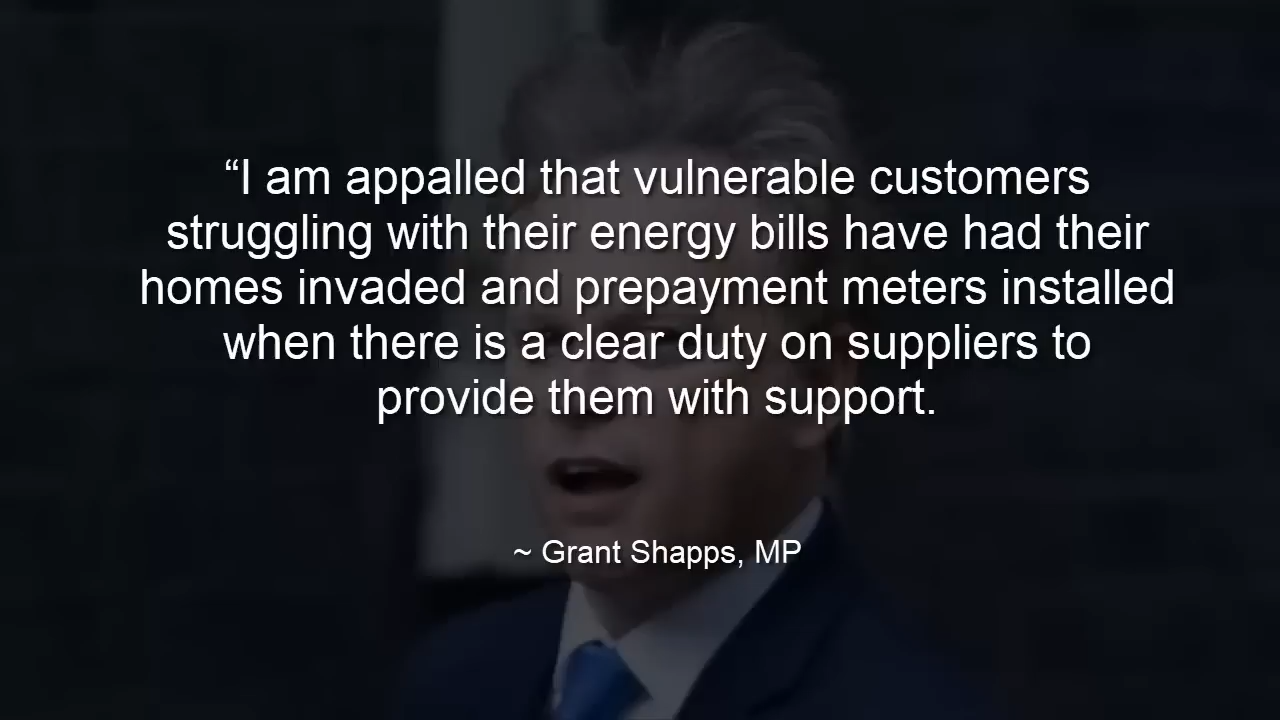 “I am appalled that vulnerable customers
struggling with their energy bills have had their
homes invaded and prepayment meters installed
when there is a clear duty on suppliers to
provide them with support.
~ Grant Shapps, MP